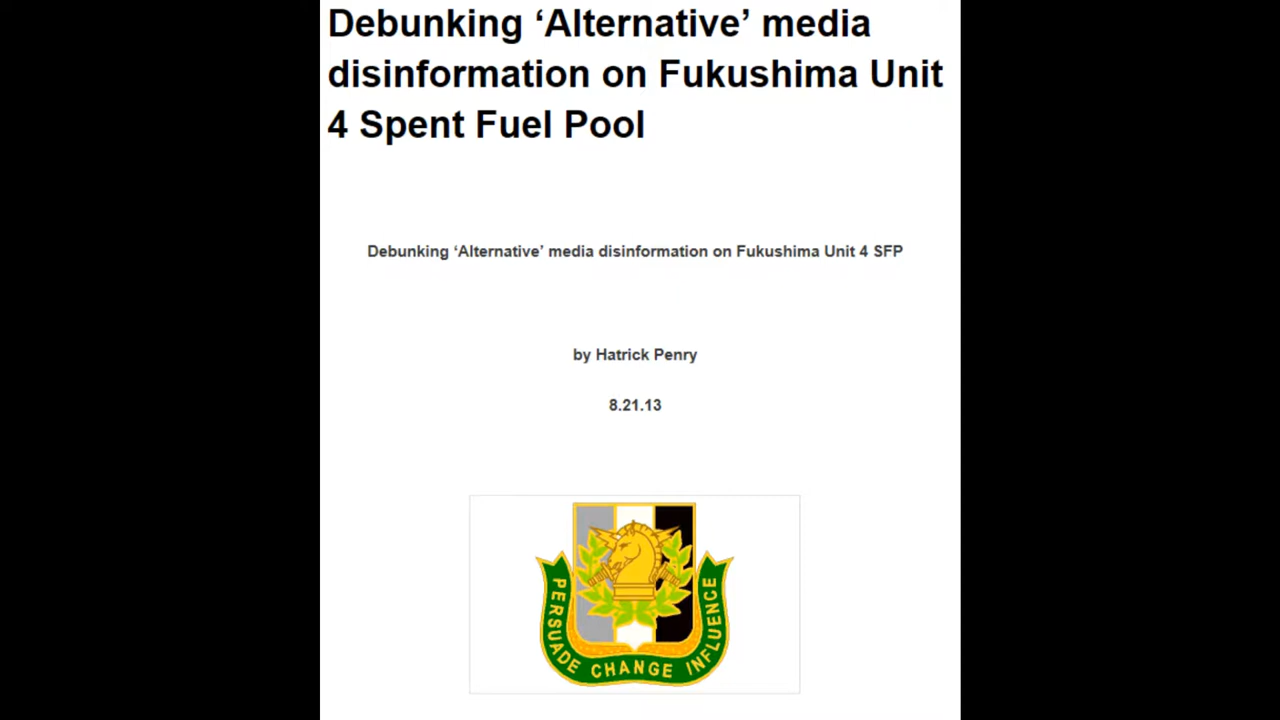 Debunking ‘Alternative’ media
disinformation on Fukushima Unit
4 Spent Fuel Pool
Debunking ‘Alternative’ media disinformation on Fukushima Unit 4 SFP
by Hatrick Penry
8.21.13
PERSUADE CHANGE INFLUENCE